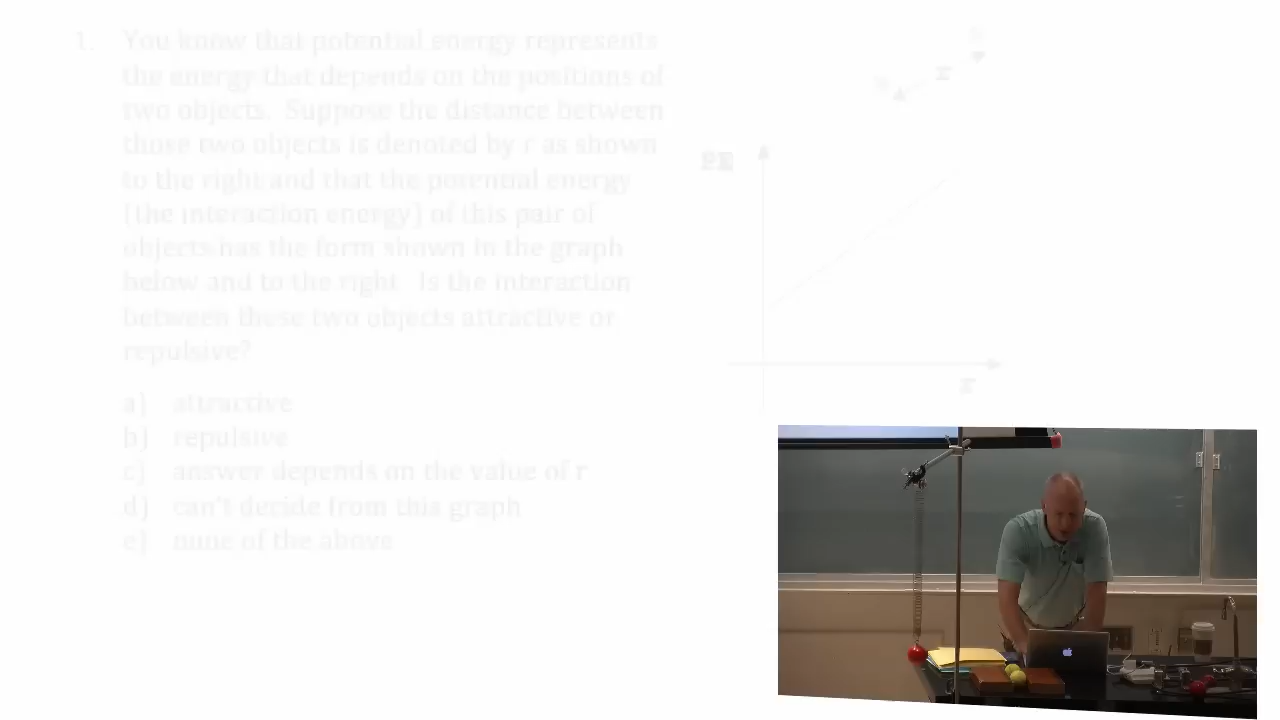 1. You know that potential energy represents
the energy that depends on the positions of
two objects. Suppose the distance between
those two objects is denoted by r as shown
to the right and that the potential energy
[the interaction energy] of this pair of
objects has the form shown in the graph
below and to the right. Is the interaction
between these two objects attractive or
repulsive?
a) attractive
b) repulsive
c) answer depends on the value of r
d) can't decide from this graph
e) none of the above
r
PE
r